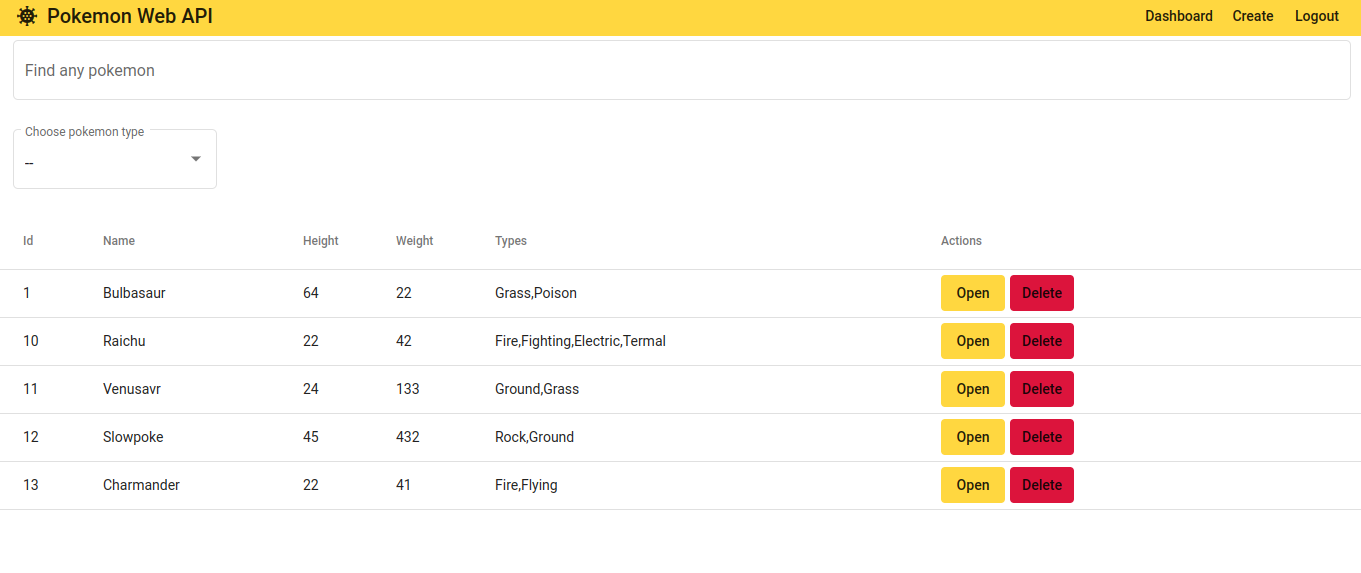 Pokemon Web API Dashboard Create Logout
Find any pokemon
Choose pokemon type
--
Id Name Height Weight Types Actions
1 Bulbasaur 64 22 Grass,Poison Open Delete
10 Raichu 22 42 Fire,Fighting,Electric,Termal Open Delete
11 Venusavr 24 133 Ground,Grass Open Delete
12 Slowpoke 45 432 Rock,Ground Open Delete
13 Charmander 22 41 Fire,Flying Open Delete